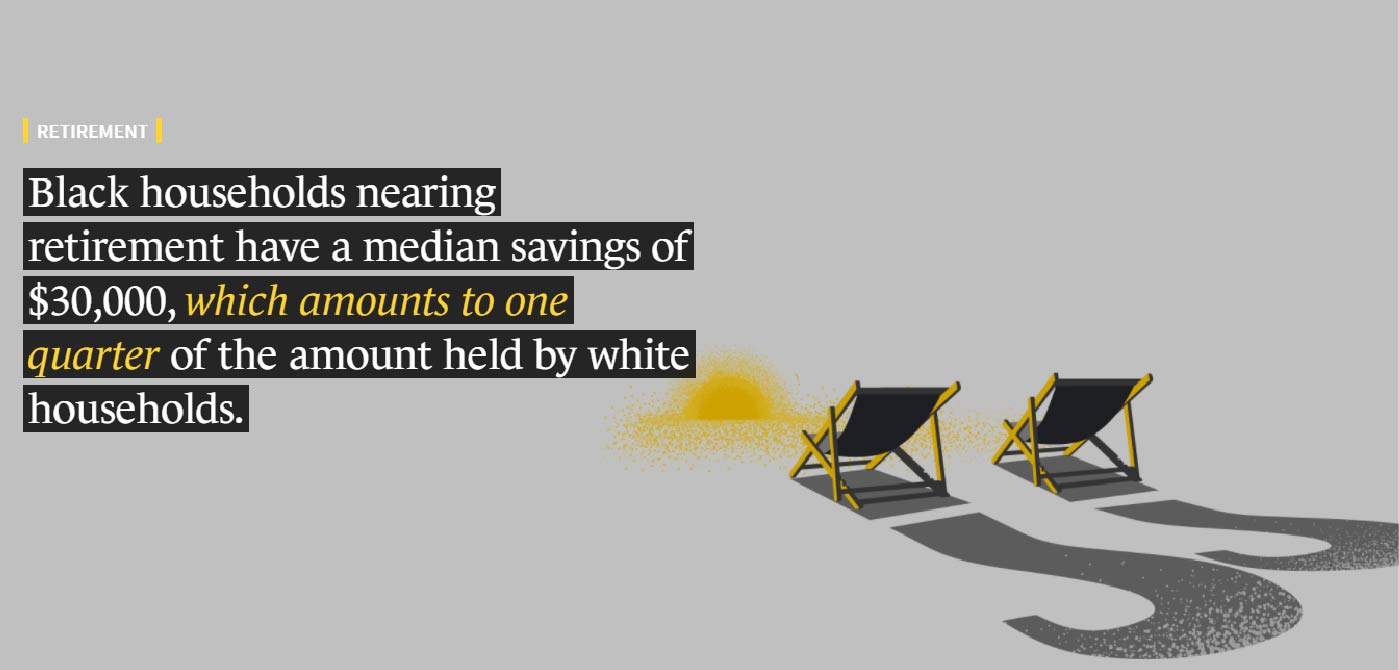 RETIREMENT
Black households nearing
retirement have a median savings of
$30,000, which amounts to one
quarter of the amount held by white
households.